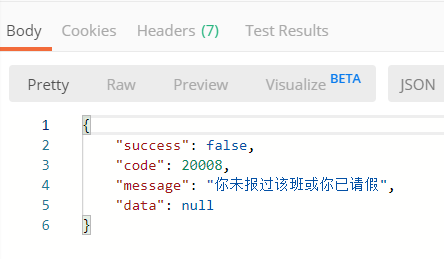 Body Cookies Headers (7) Test Results
Pretty Raw Preview Visualize BETA JSON
1 {
2 "success": false,
3 "code": 20008,
4 "message": "你未报过该班或你已请假",
5 "data": null
6 }